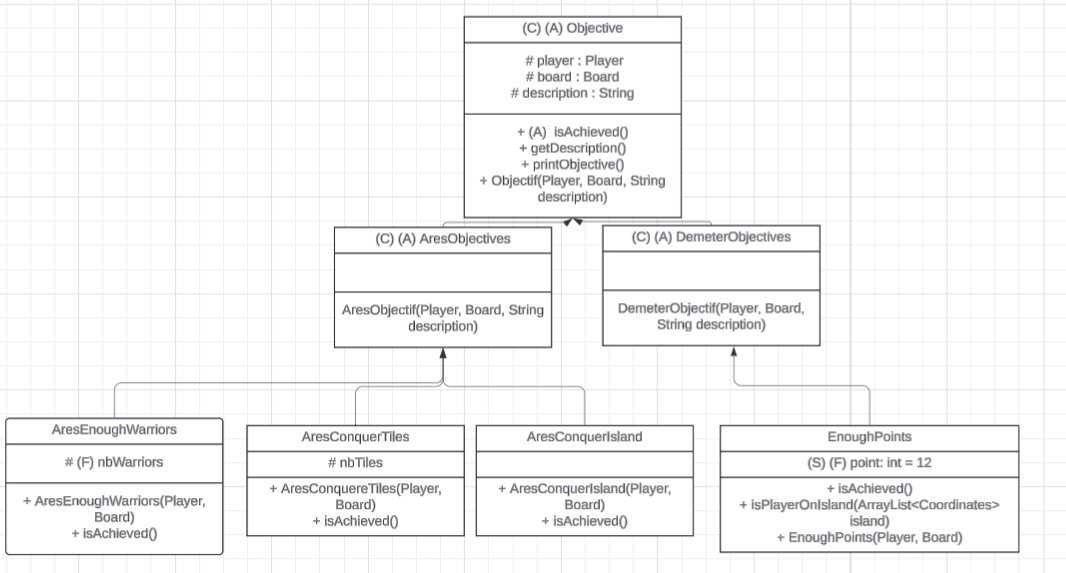 (C) (A) Objective
# player : Player
# board : Board
# description : String
+ (A)  isAchieved()
+ getDescription()
+ printObjective()
+ Objectif(Player, Board, String
description)
(C) (A) AresObjectives
AresObjectif(Player, Board, String
description)
(C) (A) DemeterObjectives
DemeterObjectif(Player, Board,
String description)
AresEnoughWarriors
# (F) nbWarriors
+ AresEnoughWarriors(Player,
Board)
+ isAchieved()
AresConquerTiles
# nbTiles
+ AresConquereTiles(Player,
Board)
+ isAchieved()
AresConquerIsland
+ AresConquerIsland(Player,
Board)
+ isAchieved()
EnoughPoints
(S) (F) point: int = 12
+ isAchieved()
+ isPlayerOnIsland(ArrayList<Coordinates>
island)
+ EnoughPoints(Player, Board)